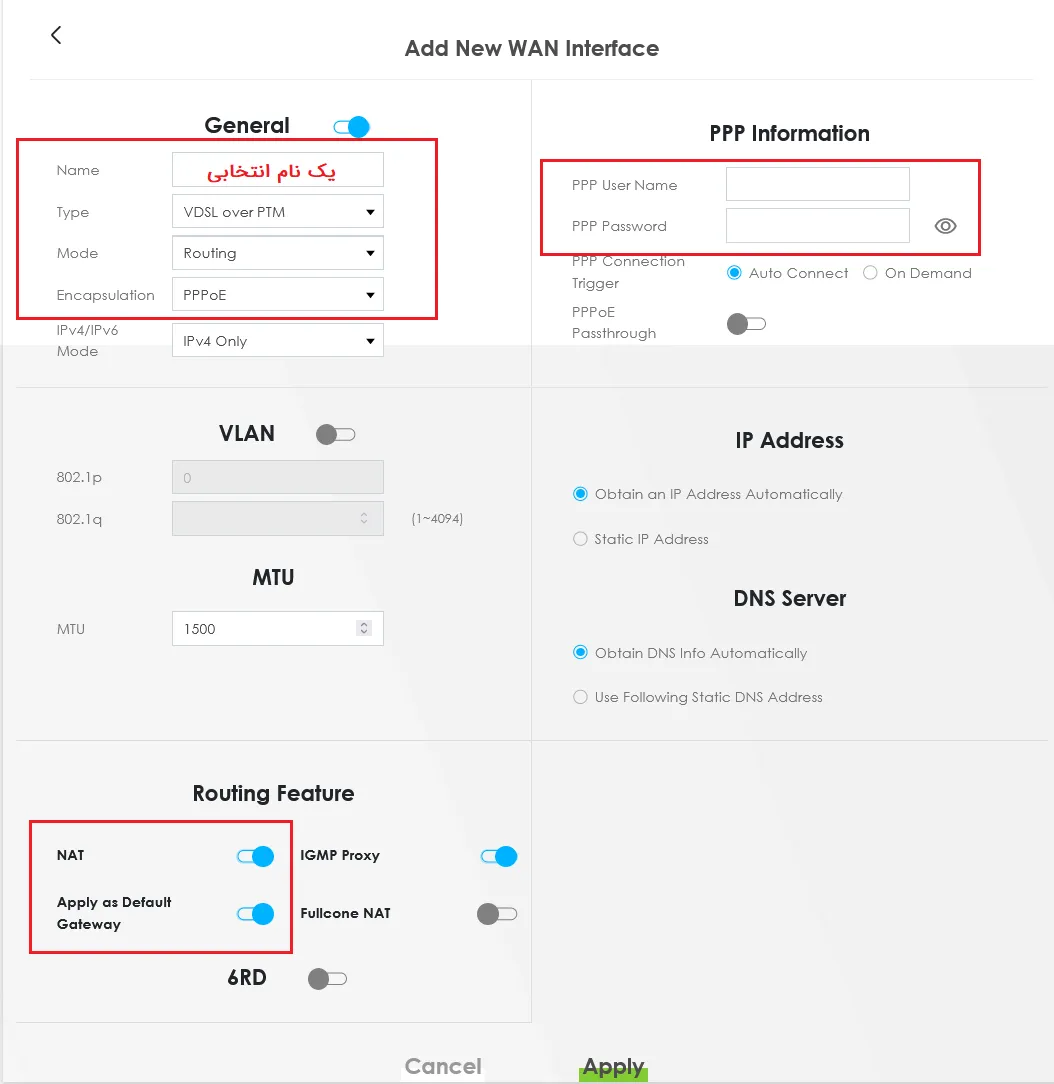 Add New WAN Interface
General
Name یک نام انتخابی
Type VDSL over PTM
Mode Routing
Encapsulation PPPoE
IPv4/IPv6
Mode
IPv4 Only
PPP Information
PPP User Name
PPP Password
PPP Connection
Trigger
Auto Connect On Demand
PPPoE
Passthrough
VLAN
802.1p 0
802.1q (1~4094)
MTU
MTU 1500
IP Address
Obtain an IP Address Automatically
Static IP Address
DNS Server
Obtain DNS Info Automatically
Use Following Static DNS Address
Routing Feature
NAT IGMP Proxy
Apply as Default
Gateway
Fullcone NAT
6RD
Cancel Apply